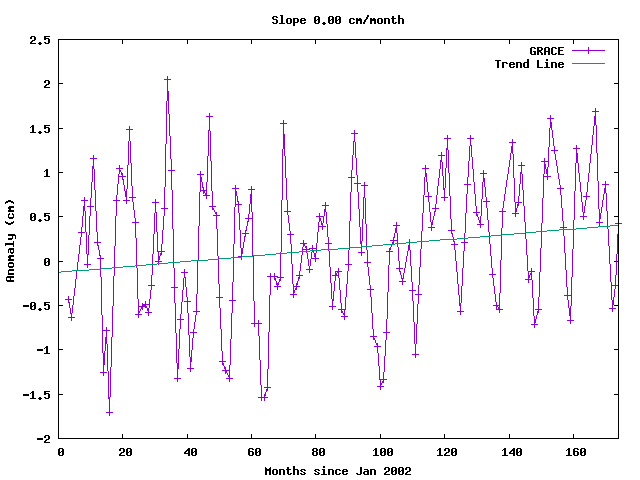 Slope 0.00 cm/month
GRACE
Trend Line
2.5
2
1.5
1
0.5
0
-0.5
-1
-1.5
-2
Anomaly (cm)
0 20 40 60 80 100 120 140 160
Months since Jan 2002